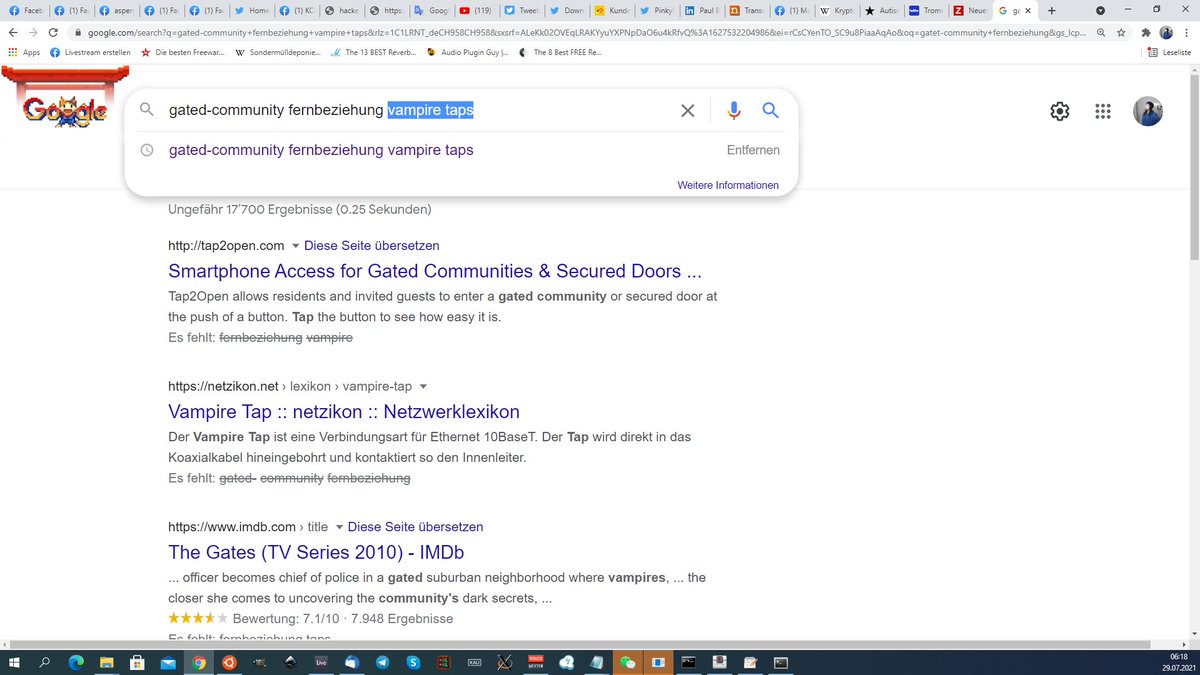 Faceb
(1) Fa
asper
(1) Fa
(1) Fa
Home
(1) KC
hacke
https:
Goog
(119)
Tweet
Down
Kund
Pinky
Paul E
Trans
(1) M
Krypt
Autis
Trom
Neue
ga
google.com/search?q=gated-community+fernbeziehung+vampire+taps&rlz=1C1LRNT_deCH958CH958&sxsrf=ALeKk02OVEqLRAKYyuYXPNpDaO6u4kRfvQ%3A1627532204986&ei=rCsCYenTO_SC9u8PiaaAqAo&oq=gatet-community+fernbeziehung&gs_lcp...
Apps
Livestream erstellen
Die besten Freewar...
Sondermülldeponie...
The 13 BEST Reverb...
Audio Plugin Guy |...
The 8 Best FREE Re...
Leseliste
Google
gated-community fernbeziehung vampire taps
gated-community fernbeziehung vampire taps Entfernen
Weitere Informationen
Ungefähr 17'700 Ergebnisse (0.25 Sekunden)
http://tap2open.com Diese Seite übersetzen
Smartphone Access for Gated Communities & Secured Doors ...
Tap2Open allows residents and invited guests to enter a gated community or secured door at
the push of a button. Tap the button to see how easy it is.
Es fehlt: fernbeziehung vampire
https://netzikon.net › lexikon › vampire-tap
Vampire Tap :: netzikon :: Netzwerklexikon
Der Vampire Tap ist eine Verbindungsart für Ethernet 10BaseT. Der Tap wird direkt in das
Koaxialkabel hineingebohrt und kontaktiert so den Innenleiter.
Es fehlt: gated- community fernbeziehung
https://www.imdb.com › title Diese Seite übersetzen
The Gates (TV Series 2010) - IMDb
... officer becomes chief of police in a gated suburban neighborhood where vampires, ... the
closer she comes to uncovering the community's dark secrets, ...
Bewertung: 7.1/10 · 7.948 Ergebnisse
Es fehlt: fernbeziehung taps
Live
KALI
06:18
29.07.2021